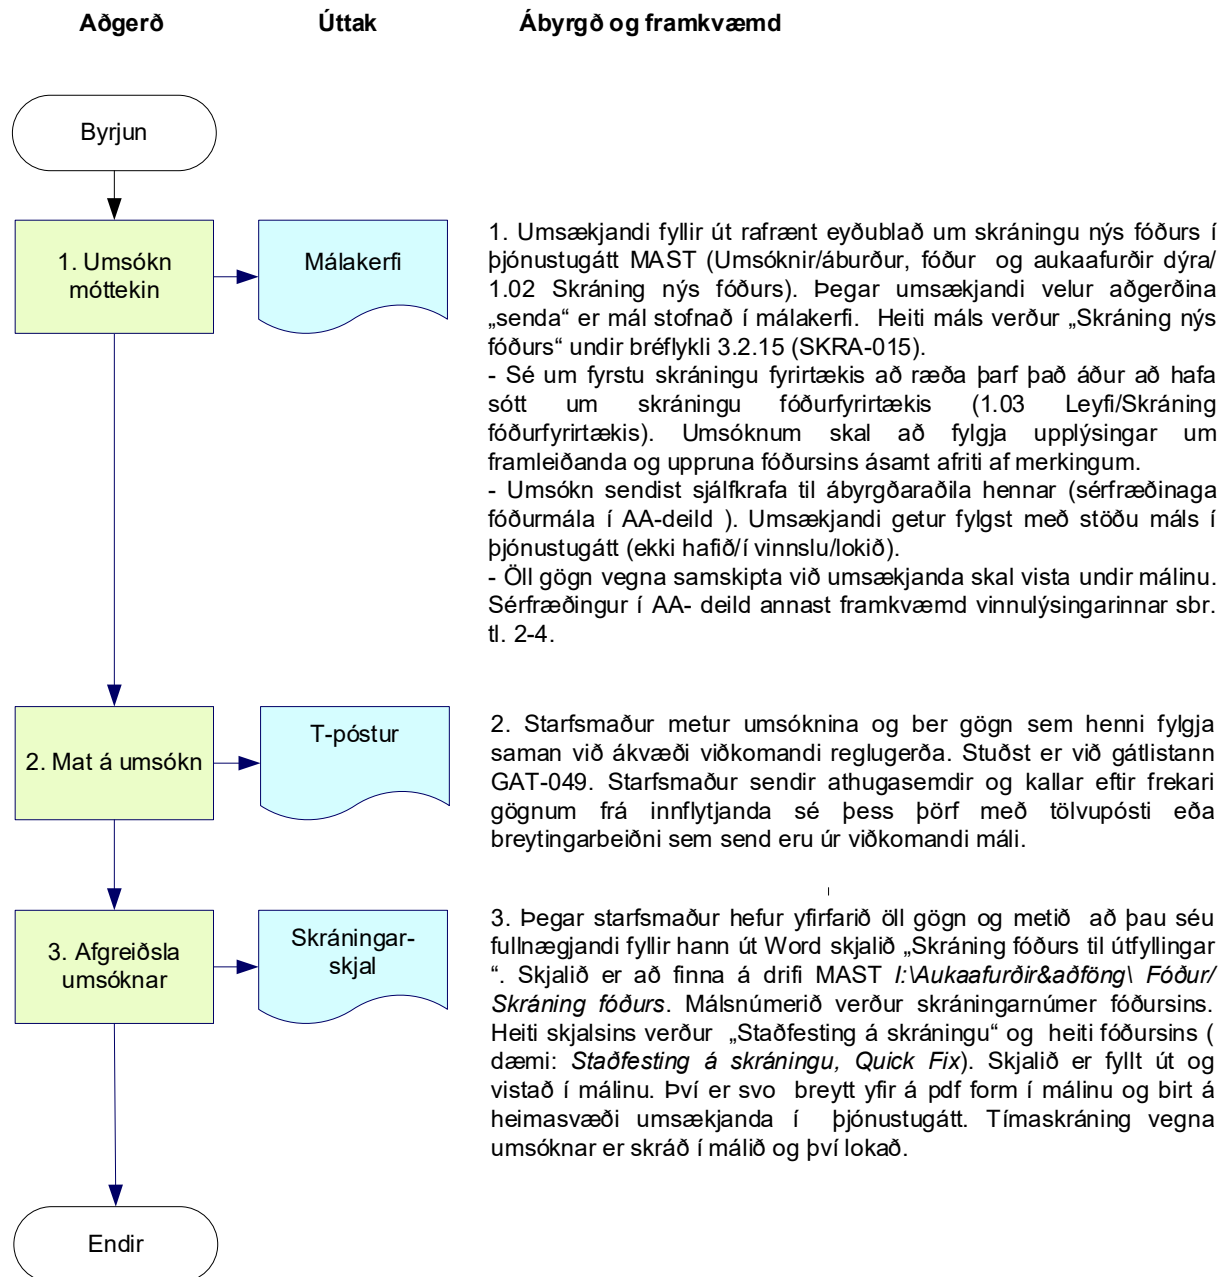 Aðgerð
Úttak
Ábyrgð og framkvæmd
Byrjun
1. Umsókn
móttekin
Málakerfi
1. Umsækjandi fyllir út rafrænt eyðublað um skráningu nýs fóðurs í
þjónustugátt MAST (Umsóknir/áburður, fóður og aukaafurðir dýra/
1.02 Skráning nýs fóðurs). Þegar umsækjandi velur aðgerðina
„senda“ er mál stofnað í málakerfi. Heiti máls verður „Skráning nýs
fóðurs“ undir bréflykli 3.2.15 (SKRA-015).
- Sé um fyrstu skráningu fyrirtækis að ræða þarf það áður að hafa
sótt um skráningu fóðurfyrirtækis (1.03 Leyfi/Skráning
fóðurfyrirtækis). Umsóknum skal að fylgja upplýsingar um
framleiðanda og uppruna fóðursins ásamt afriti af merkingum.
- Umsókn sendist sjálfkrafa til ábyrgðaraðila hennar (sérfræðinaga
fóðurmála í AA-deild ). Umsækjandi getur fylgst með stöðu máls í
þjónustugátt (ekki hafið/í vinnslu/lokið).
- Öll gögn vegna samskipta við umsækjanda skal vista undir málinu.
Sérfræðingur í AA- deild annast framkvæmd vinnulýsingarinnar sbr.
tl. 2-4.
2. Mat á umsókn
T-póstur
2. Starfsmaður metur umsóknina og ber gögn sem henni fylgja
saman við ákvæði viðkomandi reglugerða. Stuðst er við gátlistann
GAT-049. Starfsmaður sendir athugasemdir og kallar eftir frekari
gögnum frá innflytjanda sé þess þörf með tölvupósti eða
breytingarbeiðni sem send eru úr viðkomandi máli.
3. Afgreiðsla
umsóknar
Skráningar-
skjal
3. Þegar starfsmaður hefur yfirfarið öll gögn og metið að þau séu
fullnægjandi fyllir hann út Word skjalið „Skráning fóðurs til útfyllingar
“. Skjalið er að finna á drifi MAST I:\Aukaafurðir&aðföng\ Fóður/
Skráning fóðurs. Málsnúmerið verður skráningarnúmer fóðursins.
Heiti skjalsins verður „Staðfesting á skráningu“ og heiti fóðursins (
dæmi: Staðfesting á skráningu, Quick Fix). Skjalið er fyllt út og
vistað í málinu. Því er svo breytt yfir á pdf form í málinu og birt á
heimasvæði umsækjanda í þjónustugátt. Tímaskráning vegna
umsóknar er skráð í málið og því lokað.
Endir